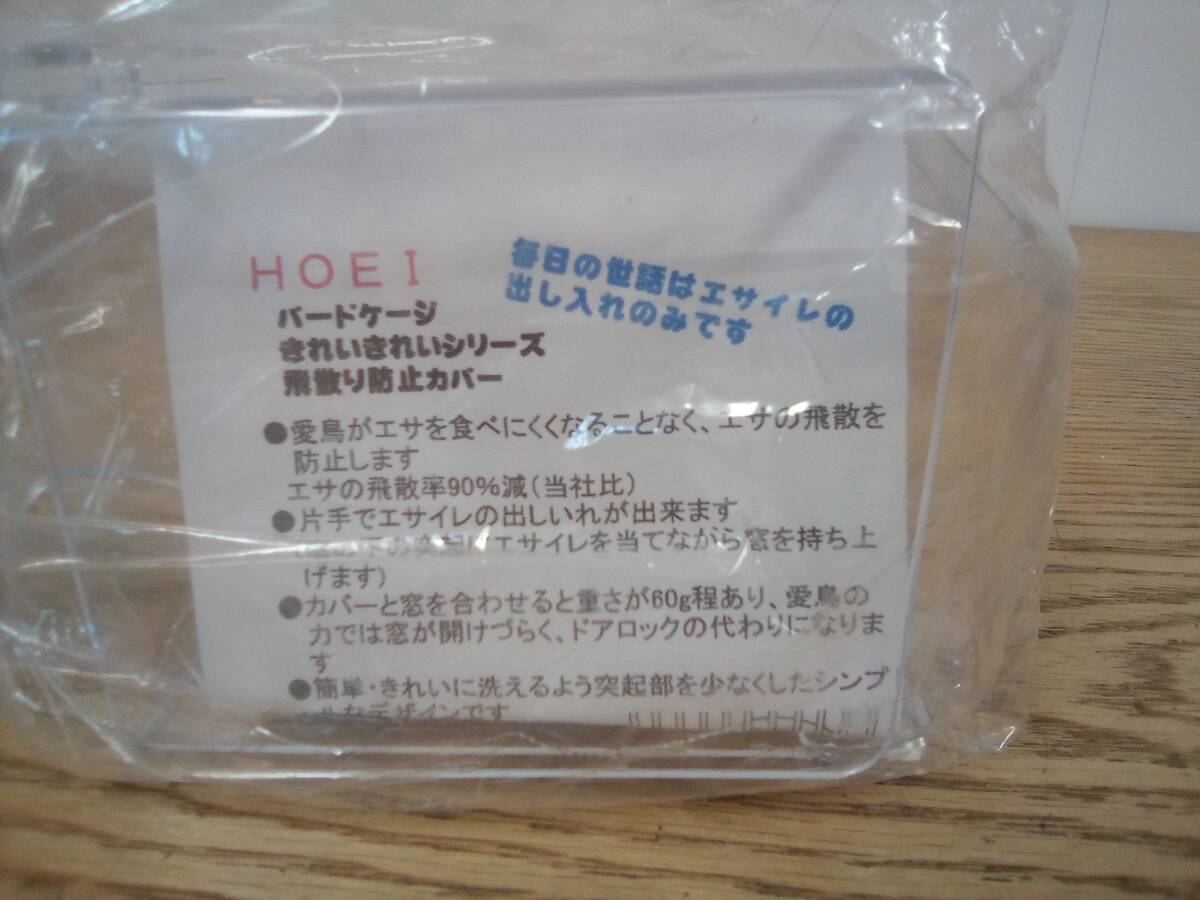 HOEI
毎日の世話はエサイレの
出し入れのみです
バードケージ
きれいきれいシリーズ
飛散り防止カバー
●愛鳥がエサを食べにくくなることなく、エサの飛散を
防止します
エサの飛散率90%減(当社比)
●片手でエサイレの出しいれが出来ます
エサイレを当てながら窓を持ち上
げます)
●カバーと窓を合わせると重さが60g程あり、愛鳥の
力では窓が開けづらく、ドアロックの代わりになりま
す
●簡単・きれいに洗えるよう突起部を少なくしたシンプ
ルなデザインです